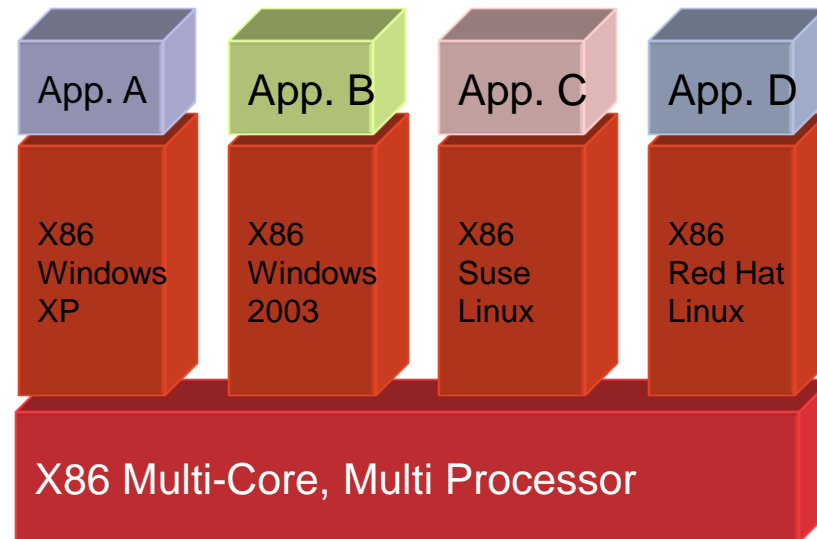 App. A
App. B
App. C
App. D
X86
Windows
XP
X86
Windows
2003
X86
Suse
Linux
X86
Red Hat
Linux
X86 Multi-Core, Multi Processor